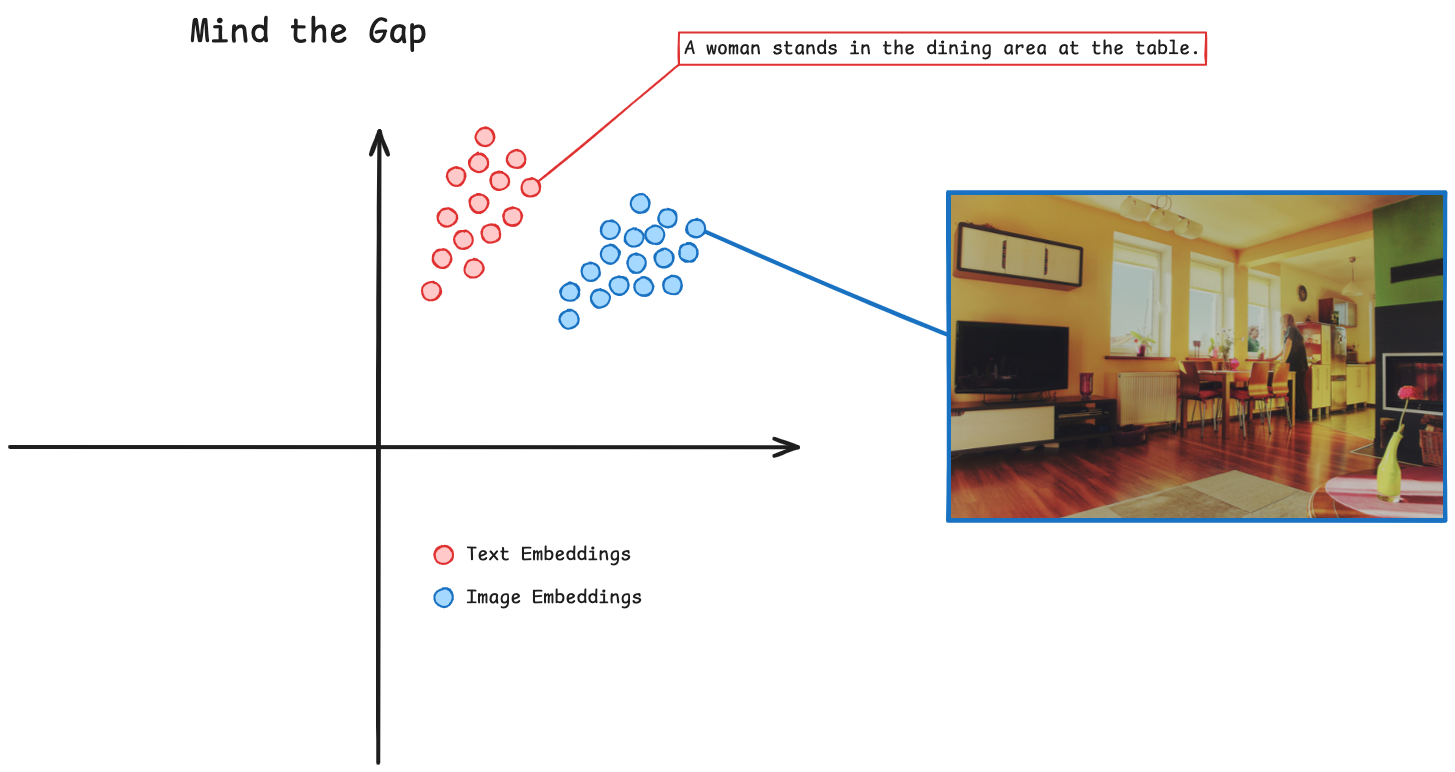 Mind the Gap
A woman stands in the dining area at the table.
Text Embeddings
Image Embeddings